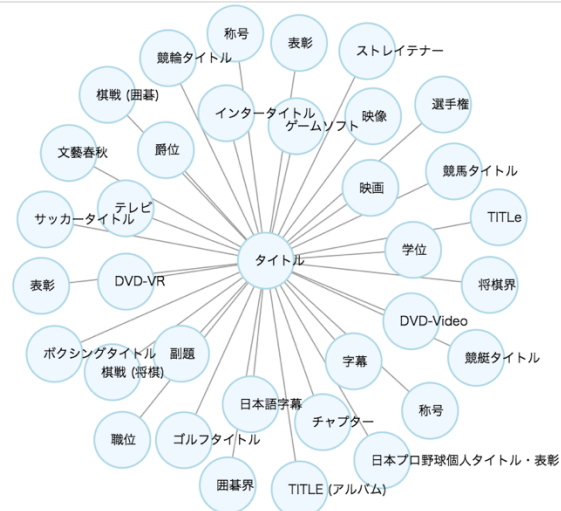 称号
表彰
ストレイテナー
競輪タイトル
棋戦 (囲碁)
インタータイトル
ゲームソフト
映像
選手権
文藝春秋
爵位
映画
競馬タイトル
テレビ
サッカータイトル
TITLe
学位
タイトル
表彰
DVD-VR
将棋界
DVD-Video
ボクシングタイトル
副題
字幕
競艇タイトル
棋戦 (将棋)
日本語字幕
チャプター
称号
職位
ゴルフタイトル
日本プロ野球個人タイトル・表彰
囲碁界
TITLE (アルバム)